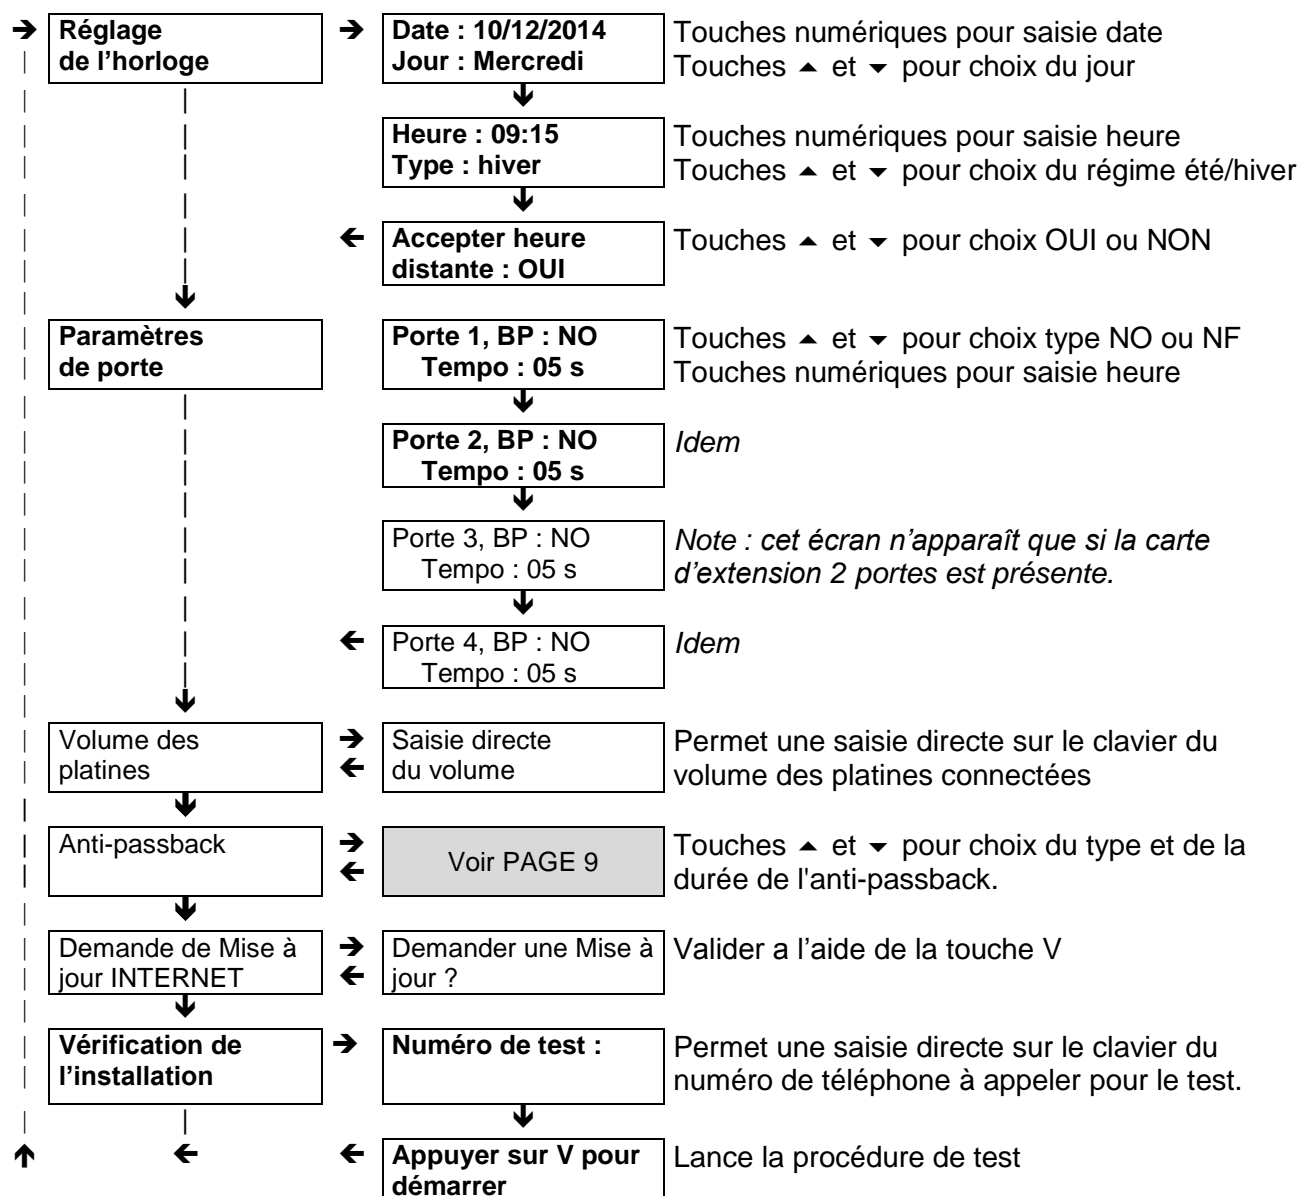 Réglage
de l’horloge
Date : 10/12/2014
Jour : Mercredi
Touches numériques pour saisie date
Touches ▲ et ▼ pour choix du jour
Heure : 09:15
Type : hiver
Touches numériques pour saisie heure
Touches ▲ et ▼ pour choix du régime été/hiver
Accepter heure
distante : OUI
Touches ▲ et ▼ pour choix OUI ou NON
Paramètres
de porte
Porte 1, BP : NO
Tempo : 05 s
Touches ▲ et ▼ pour choix type NO ou NF
Touches numériques pour saisie heure
Porte 2, BP : NO
Tempo : 05 s
Idem
Porte 3, BP : NO
Tempo : 05 s
Note : cet écran n’apparaît que si la carte
d’extension 2 portes est présente.
Porte 4, BP : NO
Tempo : 05 s
Idem
Volume des
platines
Saisie directe
du volume
Permet une saisie directe sur le clavier du
volume des platines connectées
Anti-passback
Voir PAGE 9
Touches ▲ et ▼ pour choix du type et de la
durée de l'anti-passback.
Demande de Mise à
jour INTERNET
Demander une Mise à
jour ?
Valider a l’aide de la touche V
Vérification de
l’installation
Numéro de test :
Permet une saisie directe sur le clavier du
numéro de téléphone à appeler pour le test.
Appuyer sur V pour
démarrer
Lance la procédure de test